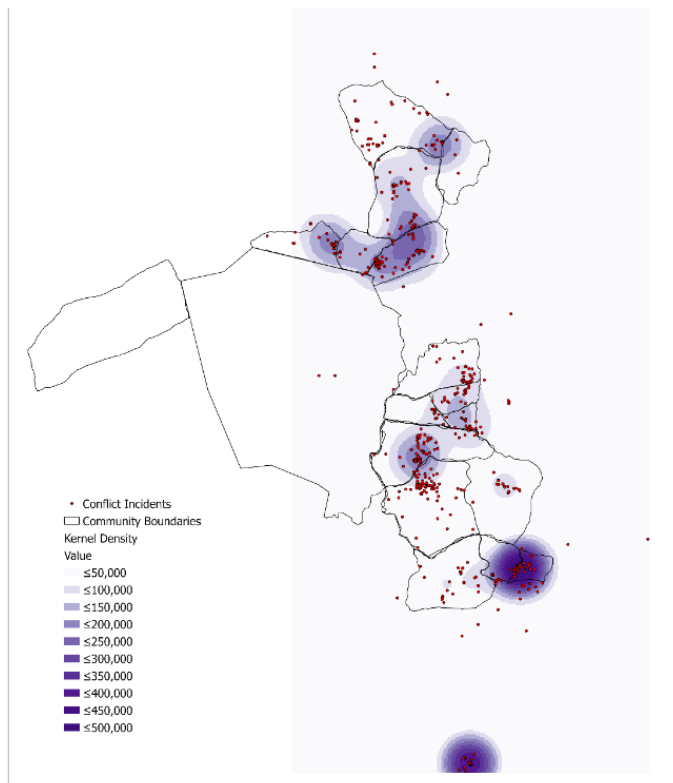 Conflict Incidents
Community Boundaries
Kernel Density
Value
≤50,000
≤100,000
≤150,000
≤200,000
≤250,000
≤300,000
≤350,000
≤400,000
≤450,000
≤500,000